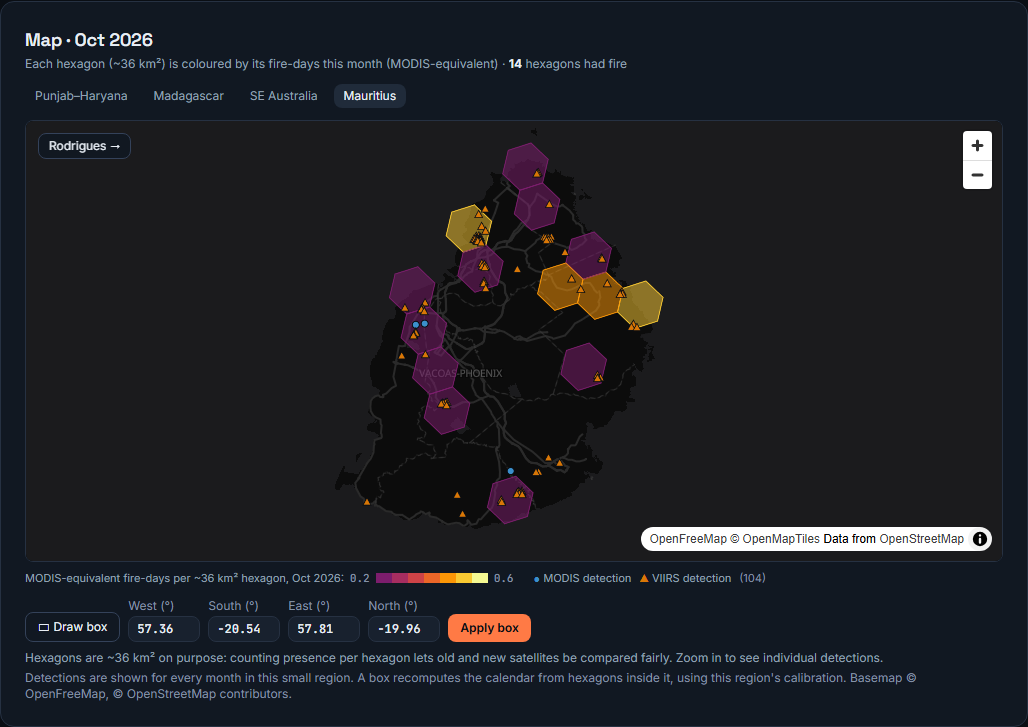 Map · Oct 2026
Each hexagon (~36 km²) is coloured by its fire-days this month (MODIS-equivalent) · 14 hexagons had fire
Punjab–Haryana Madagascar SE Australia Mauritius
Rodrigues →
+
−
VACOAS-PHOENIX
OpenFreeMap © OpenMapTiles Data from OpenStreetMap
MODIS-equivalent fire-days per ~36 km² hexagon, Oct 2026: 0.2 0.6 MODIS detection VIIRS detection (104)
West (°) South (°) East (°) North (°)
Draw box 57.36 -20.54 57.81 -19.96 Apply box
Hexagons are ~36 km² on purpose: counting presence per hexagon lets old and new satellites be compared fairly. Zoom in to see individual detections.
Detections are shown for every month in this small region. A box recomputes the calendar from hexagons inside it, using this region's calibration. Basemap ©
OpenFreeMap, © OpenStreetMap contributors.